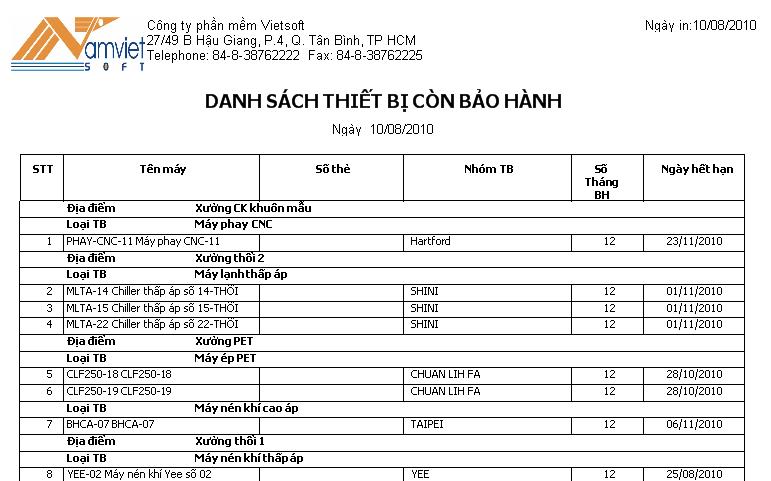 Namviet
SOFT
Công ty phần mềm Vietsoft
27/49 B Hậu Giang, P.4, Q. Tân Bình, TP HCM
Telephone: 84-8-38762222 Fax: 84-8-38762225
Ngày in:10/08/2010
DANH SÁCH THIẾT BỊ CÒN BẢO HÀNH
Ngày 10/08/2010
STT Tên máy Số thẻ Nhóm TB Số Tháng BH Ngày hết hạn
Địa điểm Xưởng CK khuôn mẫu
Loại TB Máy phay CNC
1 PHAY-CNC-11 Máy phay CNC-11 Hartford 12 23/11/2010
Địa điểm Xưởng thổi 2
Loại TB Máy lạnh thấp áp
2 MLTA-14 Chiller thấp áp số 14-THỔI SHINI 12 01/11/2010
3 MLTA-15 Chiller thấp áp số 15-THỔI SHINI 12 01/11/2010
4 MLTA-22 Chiller thấp áp số 22-THỔI SHINI 12 01/11/2010
Địa điểm Xưởng PET
Loại TB Máy ép PET
5 CLF250-18 CLF250-18 CHUAN LIH FA 12 28/10/2010
6 CLF250-19 CLF250-19 CHUAN LIH FA 12 28/10/2010
Loại TB Máy nén khí cao áp
7 BHCA-07 BHCA-07 TAIPEI 12 06/11/2010
Địa điểm Xưởng thổi 1
Loại TB Máy nén khí thấp áp
8 YEE-02 Máy nén khí Yee số 02 YEE 12 25/08/2010